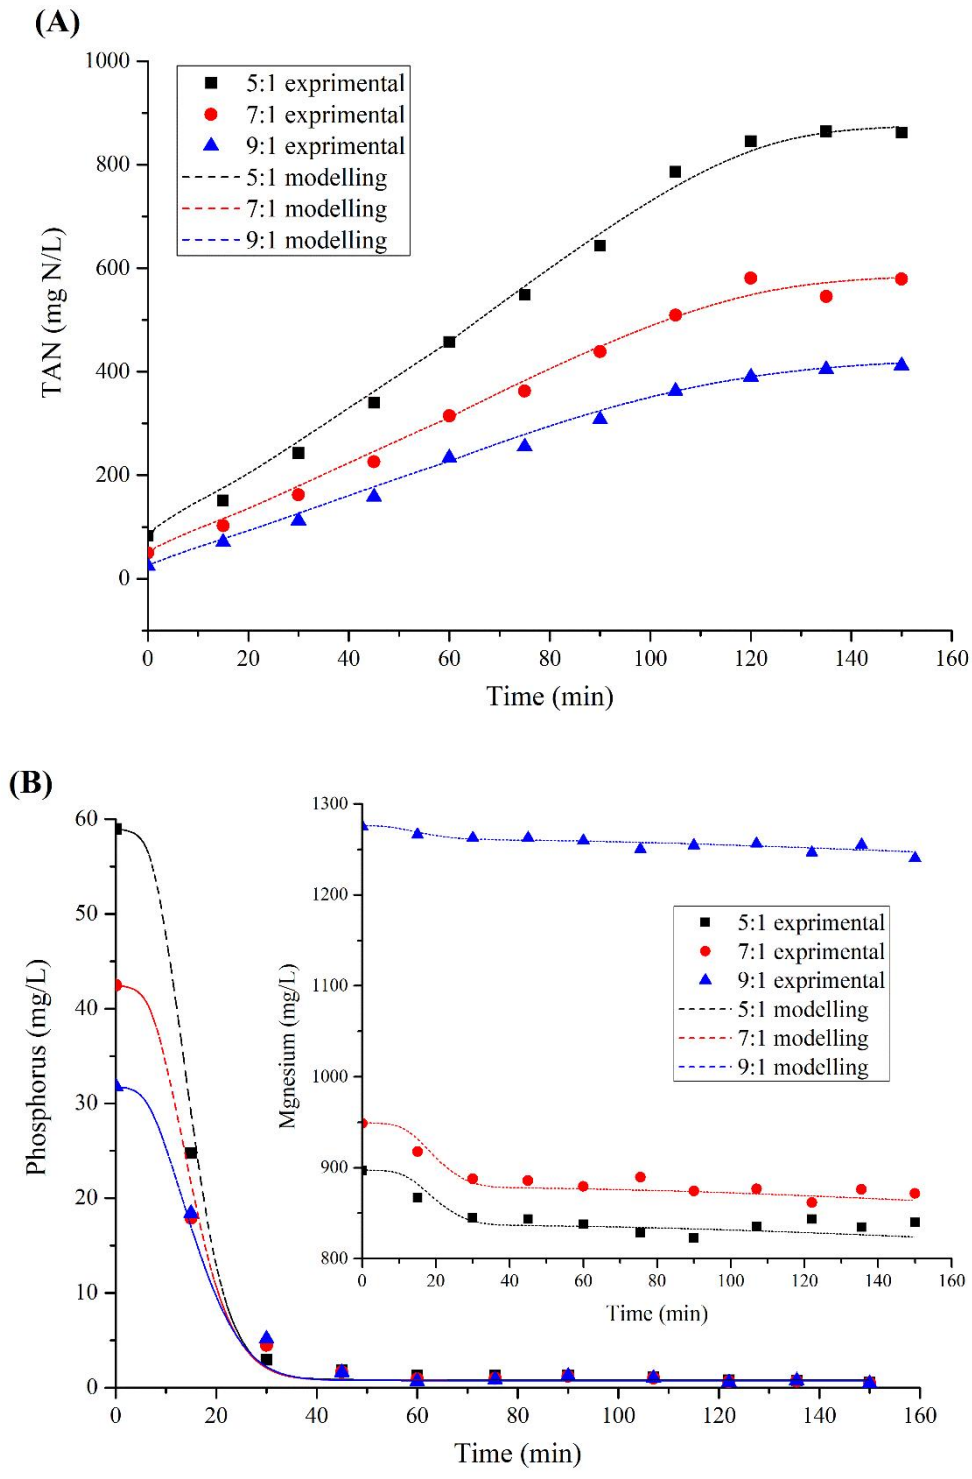 (A)
1000
800
600
400
200
0
TAN (mg N/L)
5:1 exprimental
7:1 exprimental
9:1 exprimental
5:1 modelling
7:1 modelling
9:1 modelling
0 20 40 60 80 100 120 140 160
Time (min)
(B)
60
50
40
30
20
10
0
Phosphorus (mg/L)
1300
1200
1100
1000
900
800
Mgnesium (mg/L)
5:1 exprimental
7:1 exprimental
9:1 exprimental
5:1 modelling
7:1 modelling
9:1 modelling
0 20 40 60 80 100 120 140 160
Time (min)
0 20 40 60 80 100 120 140 160
Time (min)